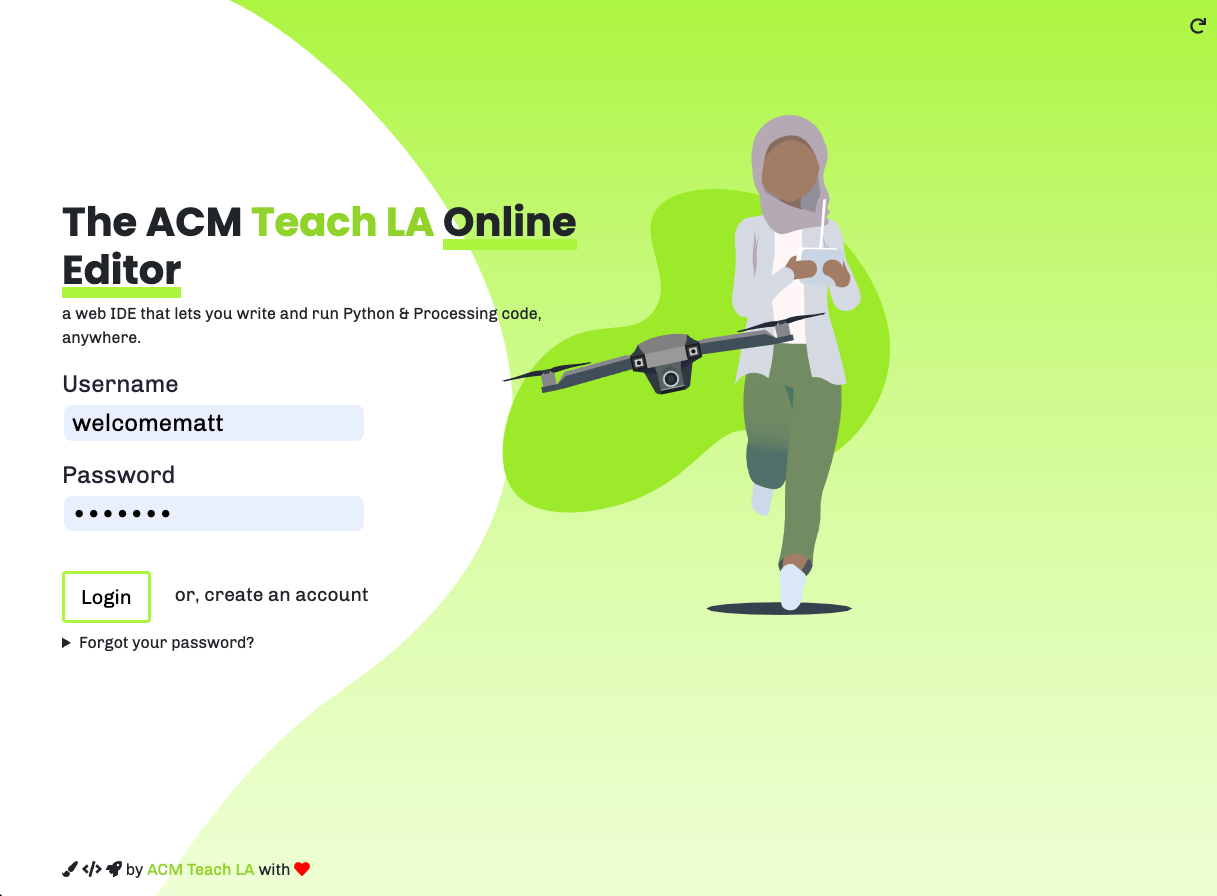 The ACM Teach LA Online
Editor
a web IDE that lets you write and run Python & Processing code,
anywhere.
Username
welcomematt
Password
•••••••
Login
or, create an account
Forgot your password?
by ACM Teach LA with